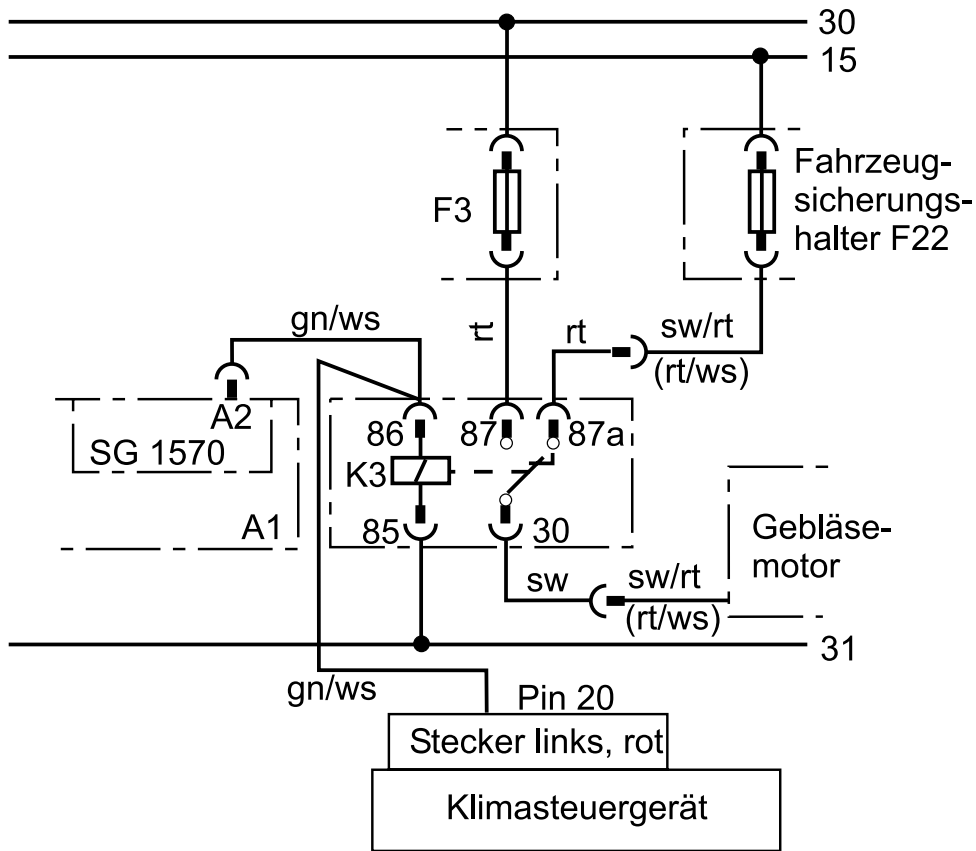 30
15
Fahrzeug-
sicherungs-
halter F22
F3
gn/ws
rt
rt
sw/rt
(rt/ws)
A2
SG 1570
A1
86
87
87a
K3
85
30
Gebläse-
motor
sw
sw/rt
(rt/ws)
31
gn/ws
Pin 20
Stecker links, rot
Klimasteuergerät